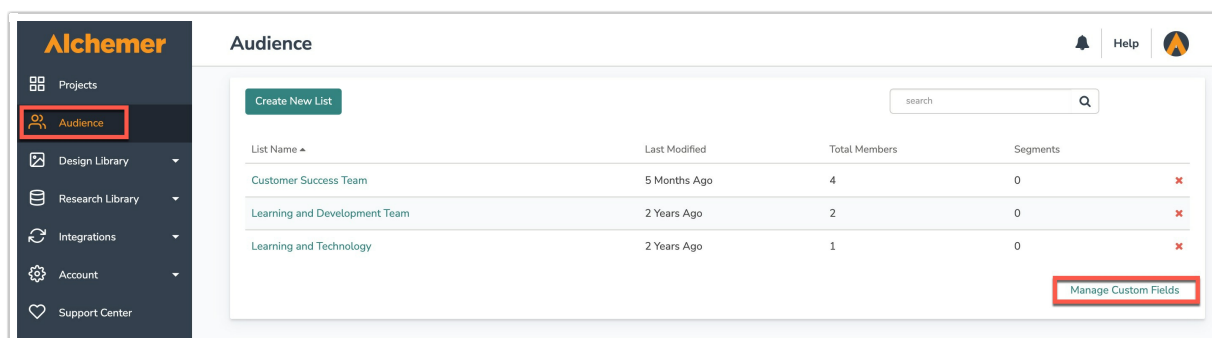 Alchemer
Projects
Audience
Design Library
Research Library
Integrations
Account
Support Center
Audience
Help
Create New List
search
List Name Last Modified Total Members Segments
Customer Success Team 5 Months Ago 4 0
Learning and Development Team 2 Years Ago 2 0
Learning and Technology 2 Years Ago 1 0
Manage Custom Fields